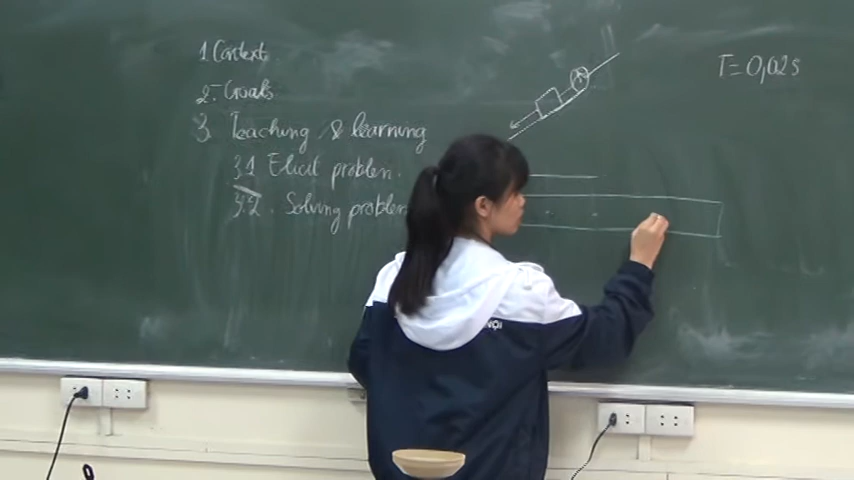 1. Context
2. Goals
3. Teaching & learning
3.1 Elicit problem.
3.2. Solving problem
T=0,02s